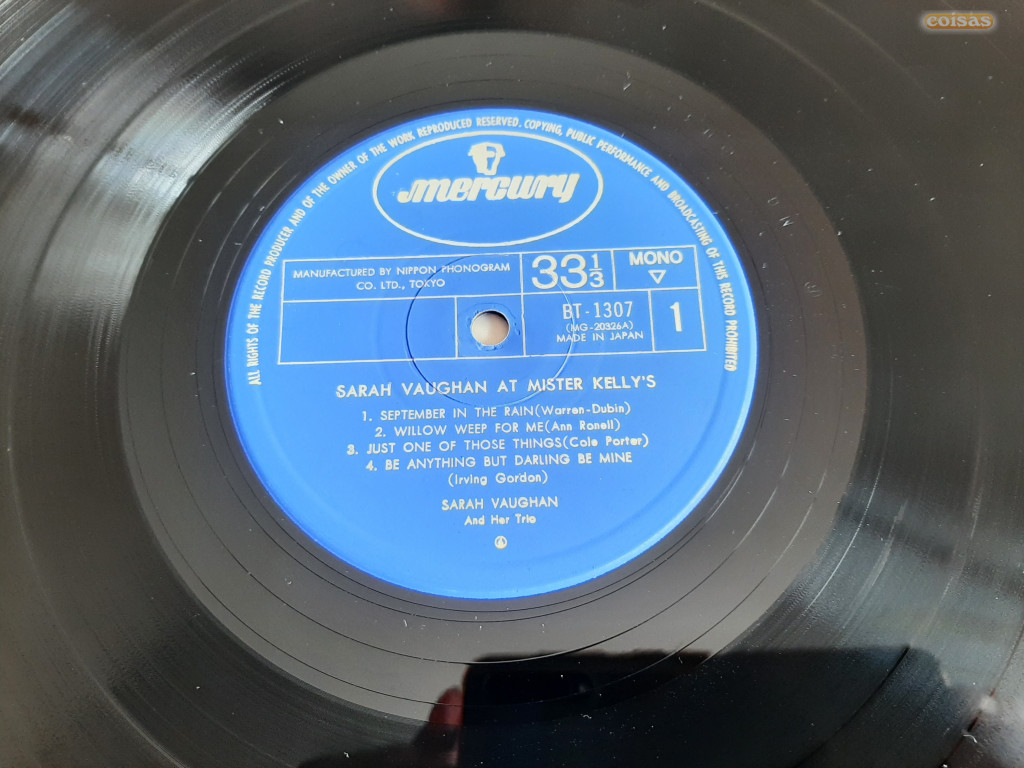 coisas
ALL RIGHTS OF THE RECORD PRODUCER AND OF THE OWNER OF THE WORK REPRODUCED RESERVED. COPYING, PUBLIC PERFORMANCE AND BROADCASTING OF THIS RECORD PROHIBITED
mercury
MANUFACTURED BY NIPPON PHONOGRAM
CO. LTD., TOKYO
33 1/3
MONO
BT-1307
(MG-20326A)
MADE IN JAPAN
1
SARAH VAUGHAN AT MISTER KELLY'S
1. SEPTEMBER IN THE RAIN(Warren-Dubin)
2. WILLOW WEEP FOR ME(Ann Ronell)
3. JUST ONE OF THOSE THINGS(Cole Porter)
4. BE ANYTHING BUT DARLING BE MINE
(Irving Gordon)
SARAH VAUGHAN
And Her Trio